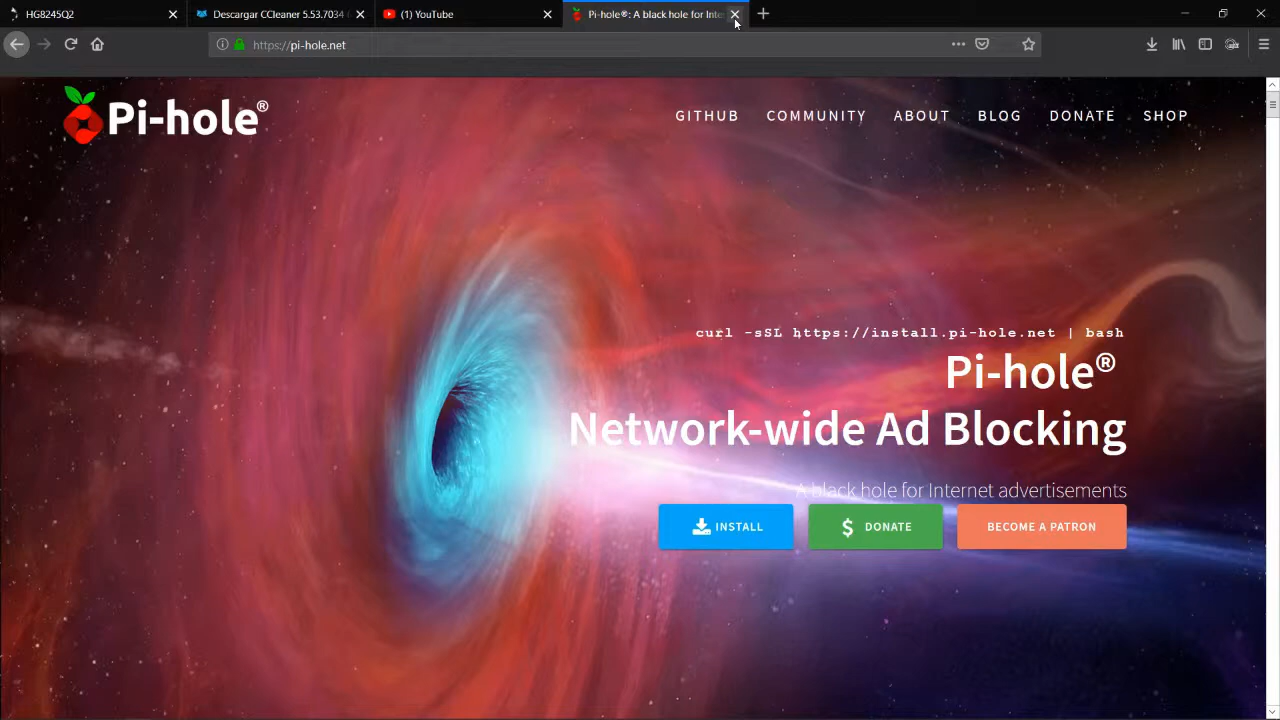 HG8245Q2
Descargar CCleaner 5.53.7034
(1) YouTube
Pi-hole®: A black hole for Inte
https://pi-hole.net
Pi-hole®
GITHUB COMMUNITY ABOUT BLOG DONATE SHOP
curl -sSL https://install.pi-hole.net | bash
Pi-hole®
Network-wide Ad Blocking
A black hole for Internet advertisements
INSTALL
$ DONATE
BECOME A PATRON